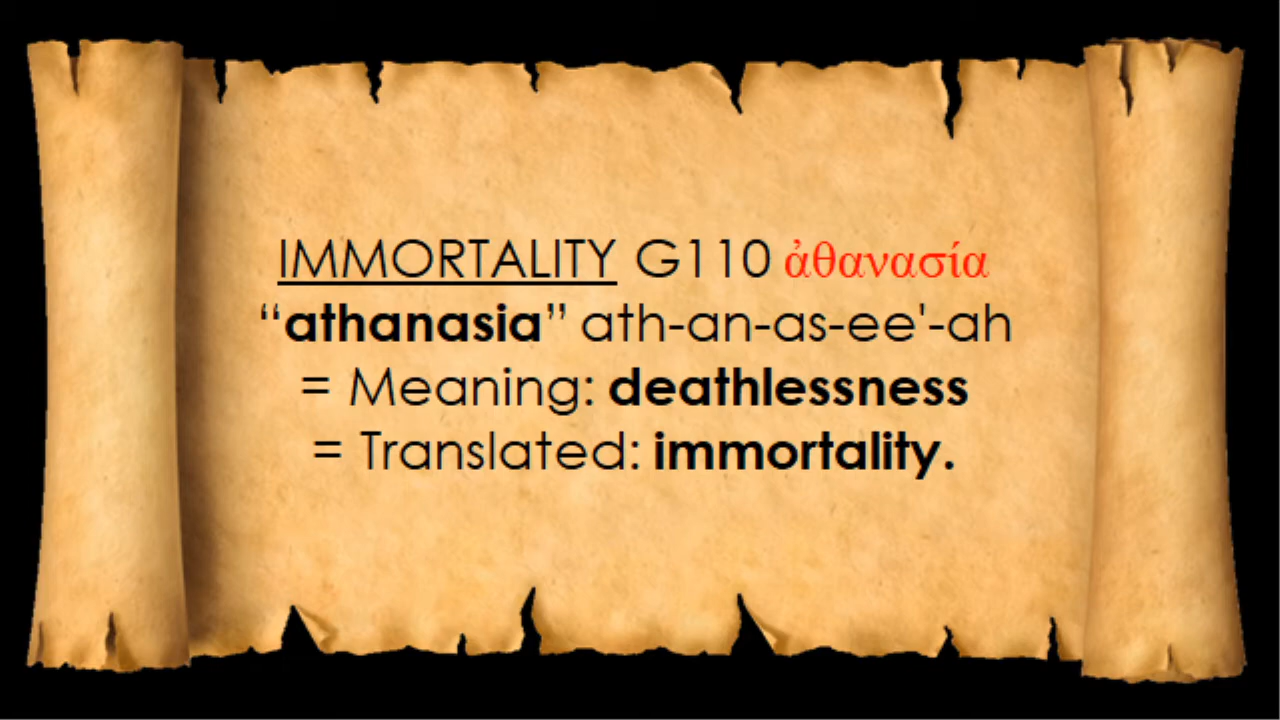 IMMORTALITY G110 ἀθανασία
“athanasia” ath-an-as-ee'-ah
= Meaning: deathlessness
= Translated: immortality.